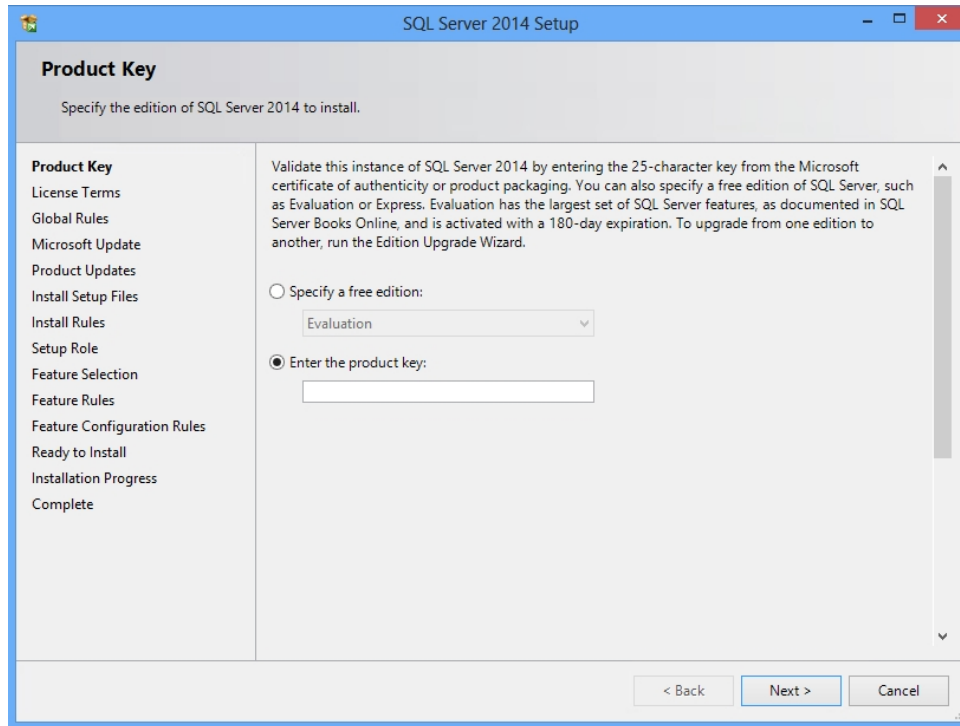 SQL Server 2014 Setup
Product Key
Specify the edition of SQL Server 2014 to install.
Product Key
License Terms
Global Rules
Microsoft Update
Product Updates
Install Setup Files
Install Rules
Setup Role
Feature Selection
Feature Rules
Feature Configuration Rules
Ready to Install
Installation Progress
Complete
Validate this instance of SQL Server 2014 by entering the 25-character key from the Microsoft
certificate of authenticity or product packaging. You can also specify a free edition of SQL Server, such
as Evaluation or Express. Evaluation has the largest set of SQL Server features, as documented in SQL
Server Books Online, and is activated with a 180-day expiration. To upgrade from one edition to
another, run the Edition Upgrade Wizard.
Specify a free edition:
Evaluation
Enter the product key:
< Back
Next >
Cancel